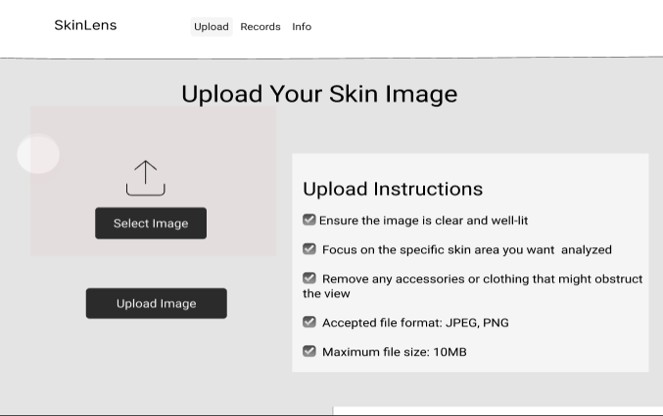 SkinLens
Upload Records Info
Upload Your Skin Image
Select Image
Upload Image
Upload Instructions
Ensure the image is clear and well-lit
Focus on the specific skin area you want analyzed
Remove any accessories or clothing that might obstruct
the view
Accepted file format: JPEG, PNG
Maximum file size: 10MB